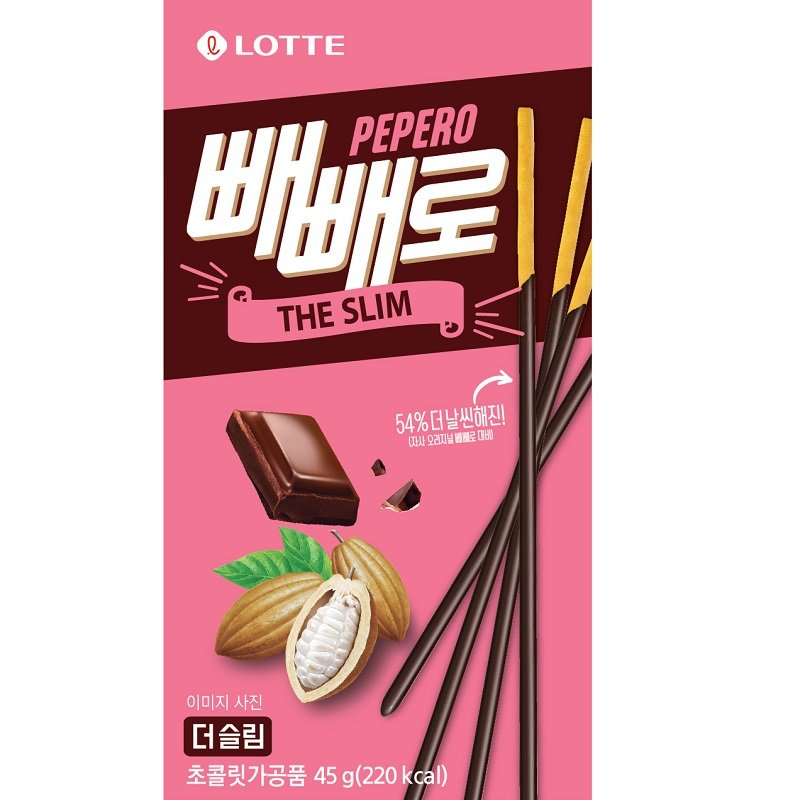 LOTTE
PEPERO
빼빼로
THE SLIM
54% 더 날씬해진!
(자사 오리지널 빼빼로 대비)
이미지 사진
더 슬림
초콜릿가공품 45 g(220 kcal)